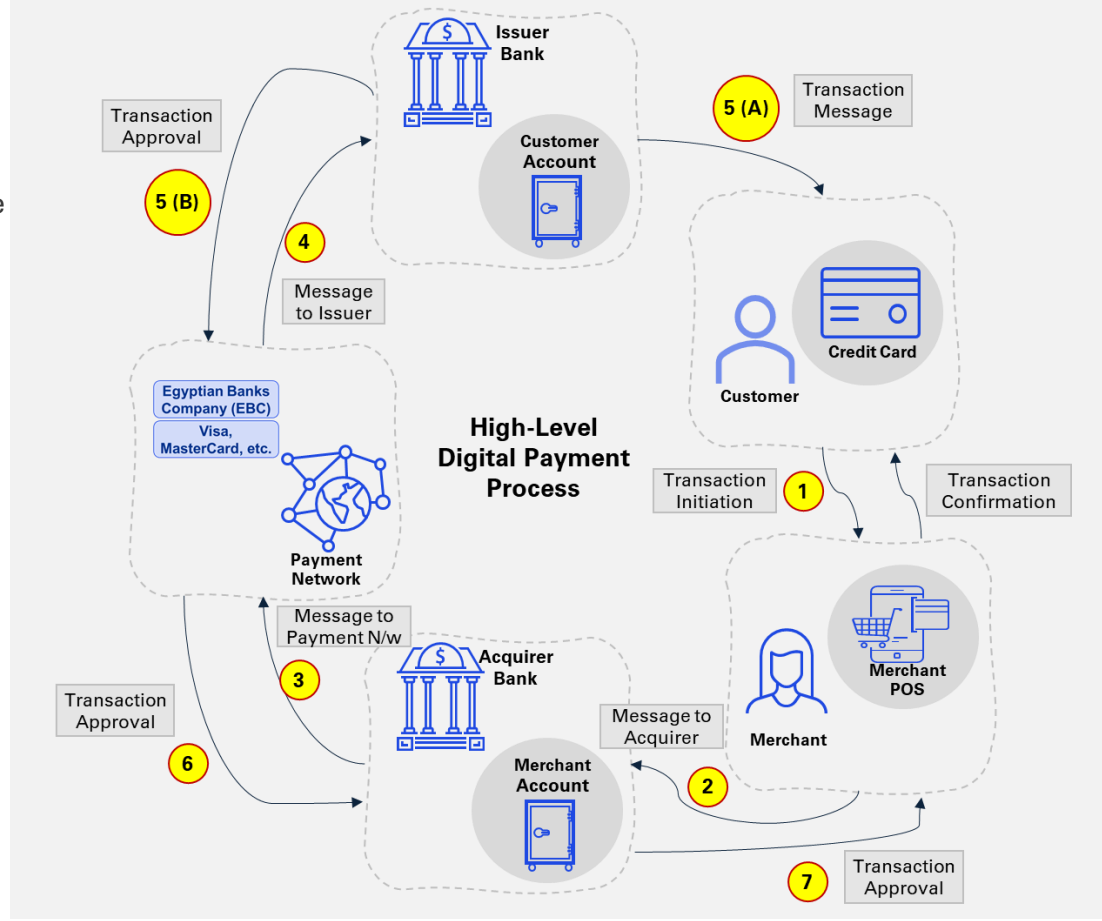 Issuer
Bank
Customer
Account
5 (A)
Transaction
Message
Transaction
Approval
5 (B)
4
Message
to Issuer
e
Credit Card
Customer
Egyptian Banks
Company (EBC)
Visa,
MasterCard, etc.
Payment
Network
High-Level
Digital Payment
Process
Transaction
Initiation
1
Transaction
Confirmation
Merchant
POS
Merchant
Message to
Payment N/w
3
Acquirer
Bank
Merchant
Account
Message to
Acquirer
2
Transaction
Approval
6
7
Transaction
Approval